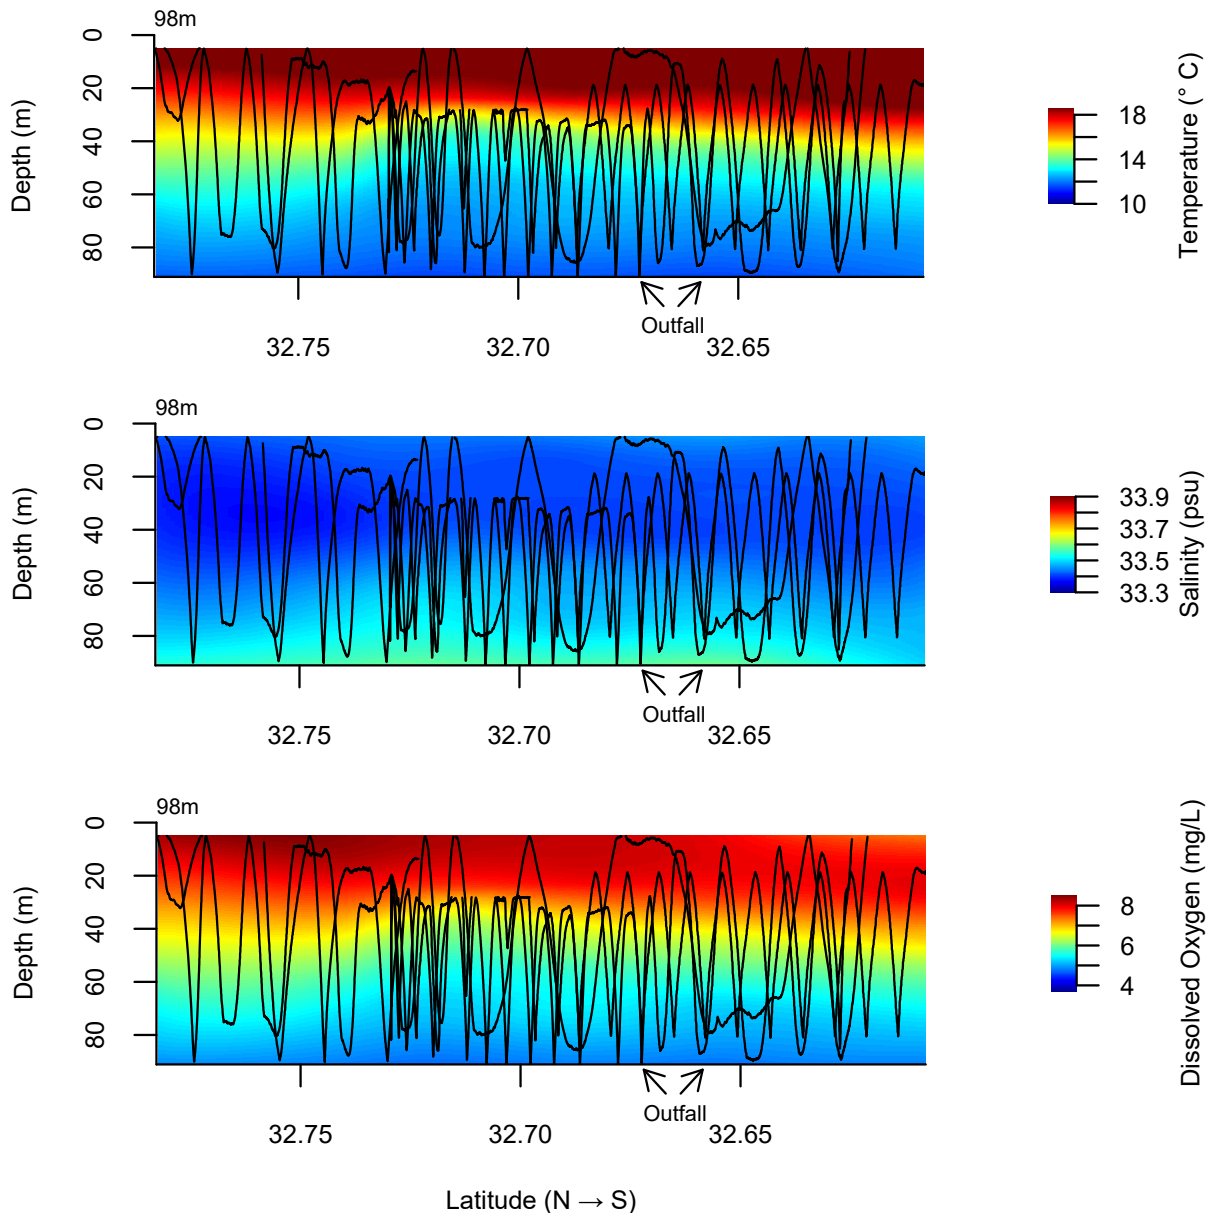 98m
0
20
40
60
80
Depth (m)
32.75
32.70
32.65
Outfall
18
14
10
Temperature (° C)
98m
0
20
40
60
80
Depth (m)
32.75
32.70
32.65
Outfall
33.9
33.7
33.5
33.3
Salinity (psu)
98m
0
20
40
60
80
Depth (m)
32.75
32.70
32.65
Outfall
8
6
4
Dissolved Oxygen (mg/L)
Latitude (N → S)